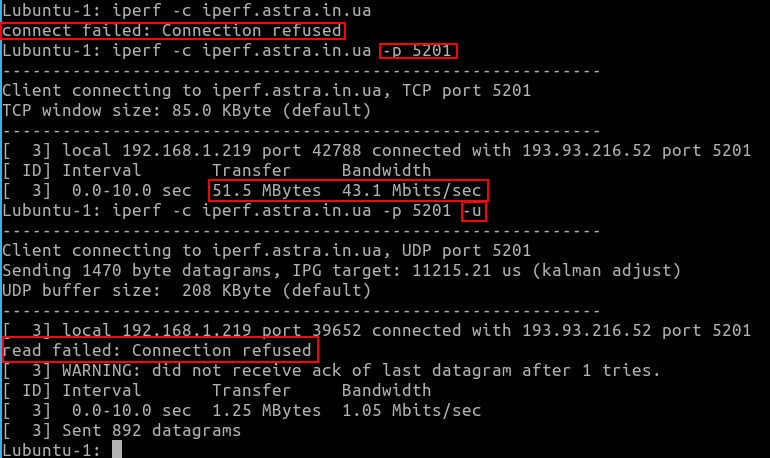 Lubuntu-1: iperf -c iperf.astra.in.ua
connect failed: Connection refused
Lubuntu-1: iperf -c iperf.astra.in.ua -p 5201
------------------------------------------------------------
Client connecting to iperf.astra.in.ua, TCP port 5201
TCP window size: 85.0 KByte (default)
------------------------------------------------------------
[  3] local 192.168.1.219 port 42788 connected with 193.93.216.52 port 5201
[ ID] Interval       Transfer     Bandwidth
[  3]  0.0-10.0 sec  51.5 MBytes  43.1 Mbits/sec
Lubuntu-1: iperf -c iperf.astra.in.ua -p 5201 -u
------------------------------------------------------------
Client connecting to iperf.astra.in.ua, UDP port 5201
Sending 1470 byte datagrams, IPG target: 11215.21 us (kalman adjust)
UDP buffer size:  208 KByte (default)
------------------------------------------------------------
[  3] local 192.168.1.219 port 39652 connected with 193.93.216.52 port 5201
read failed: Connection refused
[  3] WARNING: did not receive ack of last datagram after 1 tries.
[ ID] Interval       Transfer     Bandwidth
[  3]  0.0-10.0 sec  1.25 MBytes  1.05 Mbits/sec
[  3] Sent 892 datagrams
Lubuntu-1: